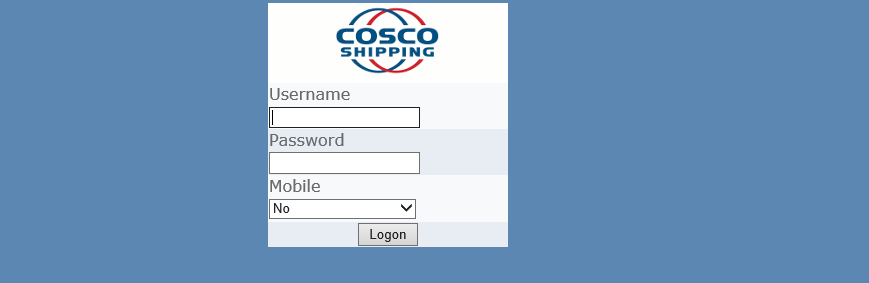 COSCO
SHIPPING
Username
Password
Mobile
No
Logon